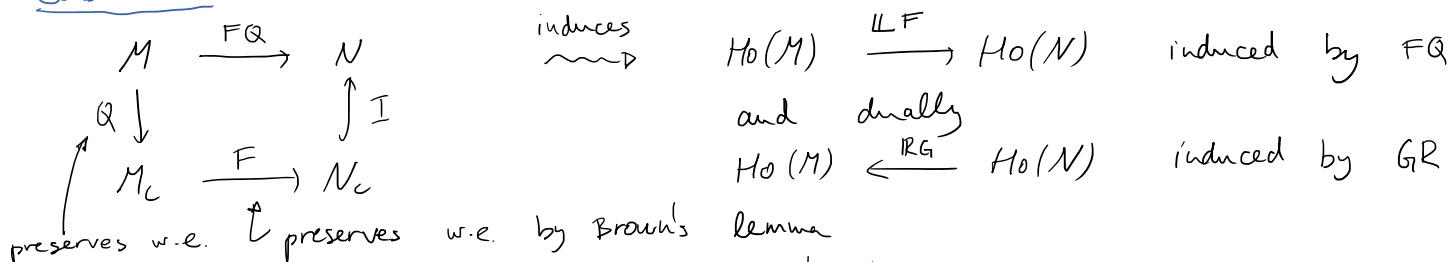 M FQ→ N induces ⇝ Ho(M) 𝕃F→ Ho(N) induced by FQ
Q ↓ ↑ I and dually
M_c F→ N_c Ho(M) ←ℝG Ho(N) induced by GR
preserves w.e. preserves w.e. by Brown's lemma